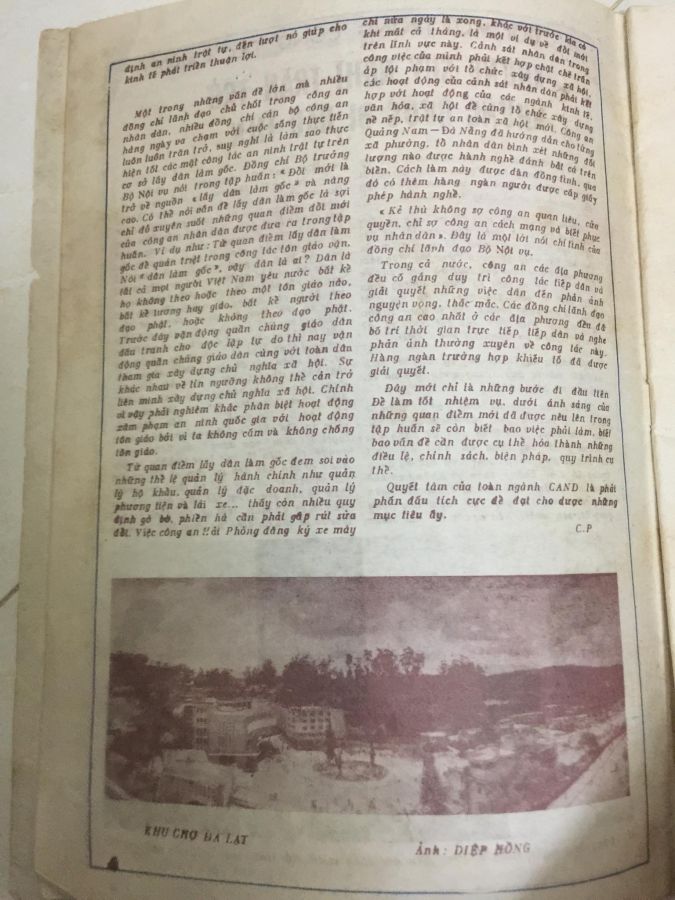 định an ninh trật tự, đến lượt nó giúp cho
kinh tế phát triển thuận lợi.
Một trong những vấn đề lớn mà nhiều
đồng chí lãnh đạo chủ chốt trong công an
nhân dân, nhiều đồng chí cán bộ công an
hàng ngày va chạm với cuộc sống thực tiễn
luôn luôn trăn trở, suy nghĩ là làm sao thực
hiện tốt các mặt công tác an ninh trật tự trên
cơ sở lấy dân làm gốc. Đồng chí Bộ trưởng
Bộ Nội vụ nói trong tập huấn: «Đổi mới là
trở về nguồn «lấy dân làm gốc» và nâng
cao. Có thể nói vấn đề lấy dân làm gốc là sợi
chỉ đỏ xuyên suốt những quan điểm đổi mới
của công an nhân dân được đưa ra trong tập
huấn. Ví dụ như: Từ quan điểm lấy dân làm
gốc để quán triệt trong công tác tôn giáo vận.
Nói «dân làm gốc», vậy dân là ai? Dân là
tất cả mọi người Việt Nam yêu nước bất kể
họ không theo hoặc theo một tôn giáo nào,
bất kể lương hay giáo, bất kể người theo
đạo phật, hoặc không theo đạo phật.
Trước đây vận động quần chúng giáo dân
đấu tranh cho độc lập tự do thì nay vận
động quần chúng giáo dân cùng với toàn dân
tham gia xây dựng chủ nghĩa xã hội. Sự
khác nhau về tín ngưỡng không thể cản trở
liên minh xây dựng chủ nghĩa xã hội. Chính
vì vậy phải nghiêm khắc phân biệt hoạt động
xâm phạm an ninh quốc gia với hoạt động
tôn giáo bởi vì ta không cấm và không chống
tôn giáo.
Từ quan điểm lấy dân làm gốc đem soi vào
những thể lệ quản lý hành chính như quản
lý hộ khẩu, quản lý đặc doanh, quản lý
phương tiện và lái xe... thấy còn nhiều quy
định gò bó, phiền hà cần phải gấp rút sửa
đổi. Việc công an Hải Phòng đăng ký xe máy
chỉ nửa ngày là xong, khác với trước kia có
khi mất cả tháng, là một ví dụ về đổi mới
trên lĩnh vực này. Cảnh sát nhân dân trong
công việc của mình phải kết hợp chặt chẽ trấn
áp tội phạm với tổ chức xây dựng xã hội,
các hoạt động của cảnh sát nhân dân phải kết
hợp với hoạt động của các ngành kinh tế,
văn hóa, xã hội để cùng tổ chức xây dựng
nề nếp, trật tự an toàn xã hội mới. Công an
Quảng Nam — Đà Nẵng đã hướng dẫn cho từng
xã phường, tổ nhân dân bình xét những đối
tượng nào được hành nghề đánh bắt cá trên
biển. Cách làm này được dân đồng tình, qua
đó có thêm hàng ngàn người được cấp giấy
phép hành nghề.
«Kẻ thù không sợ công an quan liêu, cửa
quyền, chỉ sợ công an cách mạng và biết phục
vụ nhân dân». Đây là một lời nói chí tình của
đồng chí lãnh đạo Bộ Nội vụ.
Trong cả nước, công an các địa phương
đều cố gắng duy trì công tác tiếp dân và
giải quyết những việc dân đến phản ánh
nguyện vọng, thắc mắc. Các đồng chí lãnh đạo
công an cao nhất ở các địa phương đều đã
bố trí thời gian trực tiếp tiếp dân và nghe
phản ánh thường xuyên về công tác này.
Hàng ngàn trường hợp khiếu tố đã được
giải quyết.
Đây mới chỉ là những bước đi đầu tiên
Để làm tốt nhiệm vụ, dưới ánh sáng của
những quan điểm mới đã được nêu lên trong
tập huấn sẽ còn biết bao việc phải làm, biết
bao vấn đề cần được cụ thể hóa thành những
điều lệ, chính sách, biện pháp, quy trình cụ
thể.
Quyết tâm của toàn ngành CAND là phải
phấn đấu tích cực để đạt cho được những
mục tiêu ấy.
C.P
KHU CHỢ ĐÀ LẠT
Ảnh: DIỆP HỒNG
4